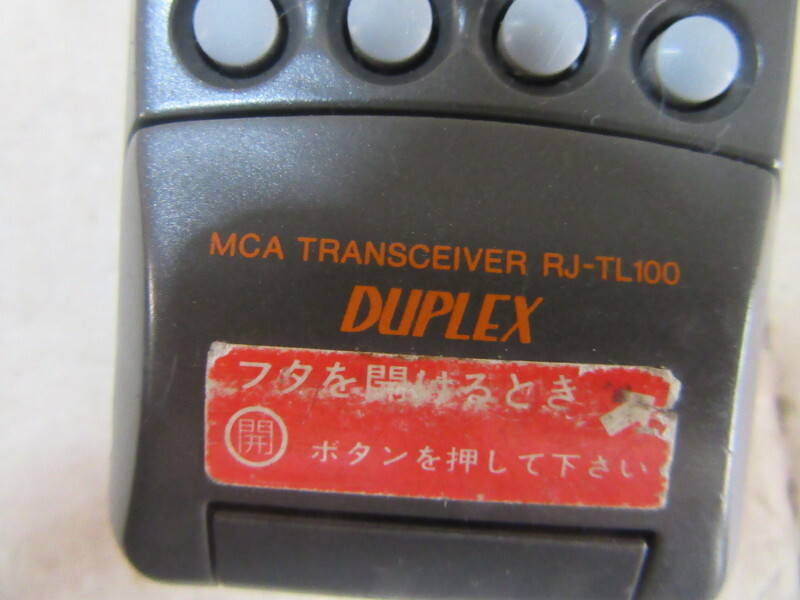 MCA TRANSCEIVER RJ-TL100
DUPLEX
フタを開けるとき
開
ボタンを押して下さい